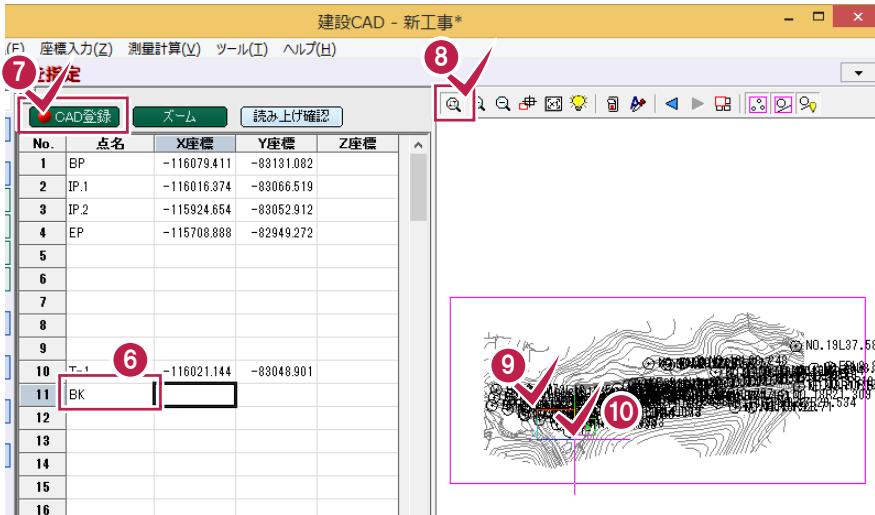 建設CAD - 新工事*
座標入力(Z) 測量計算(V) ツール(T) ヘルプ(H)
7
8
CAD登録 ズーム 読み上げ確認
No. 点名 X座標 Y座標 Z座標
1 BP -116079.411 -83131.082
2 IP.1 -116016.374 -83066.519
3 IP.2 -115924.654 -83052.912
4 EP -115708.888 -82949.272
5
6
7
8
9
6
10 T-1 -116021.144 -83048.901
11 BK
12
13
14
15
16
NO.19L37.58
9
10